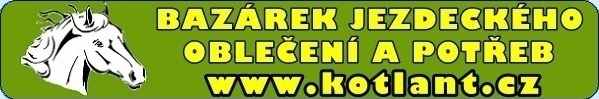 BAZÁREK JEZDECKÉHO
OBLEČENÍ A POTŘEB
www.kotlant.cz